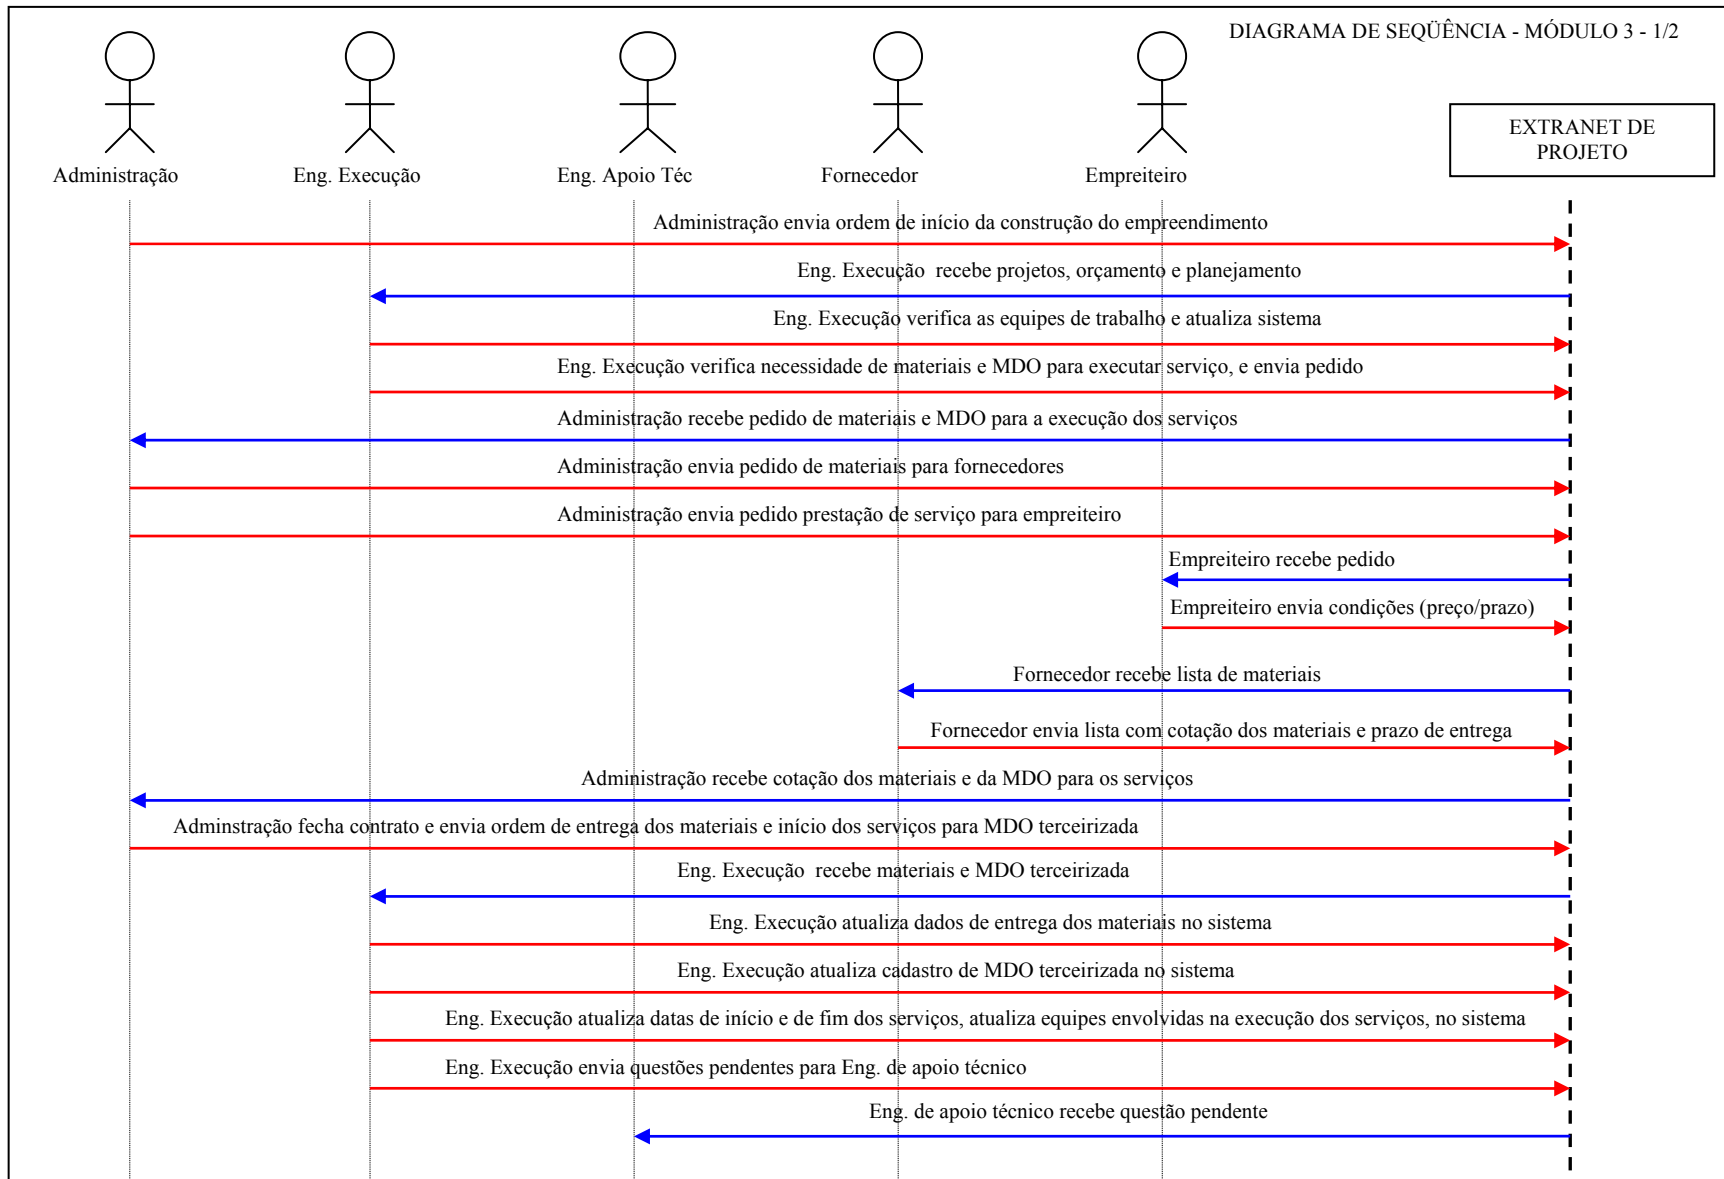 DIAGRAMA DE SEQÜÊNCIA - MÓDULO 3 - 1/2
EXTRANET DE
PROJETO
Administração
Eng. Execução
Eng. Apoio Téc
Fornecedor
Empreiteiro
Administração envia ordem de início da construção do empreendimento
Eng. Execução recebe projetos, orçamento e planejamento
Eng. Execução verifica as equipes de trabalho e atualiza sistema
Eng. Execução verifica necessidade de materiais e MDO para executar serviço, e envia pedido
Administração recebe pedido de materiais e MDO para a execução dos serviços
Administração envia pedido de materiais para fornecedores
Administração envia pedido prestação de serviço para empreiteiro
Empreiteiro recebe pedido
Empreiteiro envia condições (preço/prazo)
Fornecedor recebe lista de materiais
Fornecedor envia lista com cotação dos materiais e prazo de entrega
Administração recebe cotação dos materiais e da MDO para os serviços
Adminstração fecha contrato e envia ordem de entrega dos materiais e início dos serviços para MDO terceirizada
Eng. Execução recebe materiais e MDO terceirizada
Eng. Execução atualiza dados de entrega dos materiais no sistema
Eng. Execução atualiza cadastro de MDO terceirizada no sistema
Eng. Execução atualiza datas de início e de fim dos serviços, atualiza equipes envolvidas na execução dos serviços, no sistema
Eng. Execução envia questões pendentes para Eng. de apoio técnico
Eng. de apoio técnico recebe questão pendente